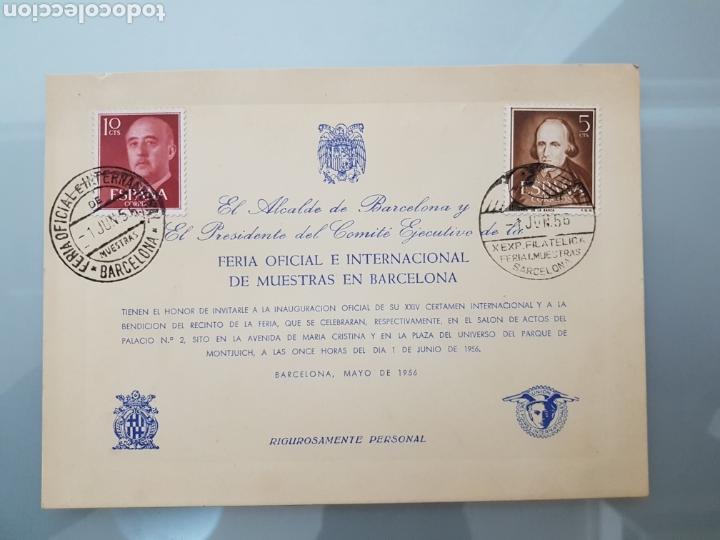 todocoleccion
10
CTS
ESPAÑA
CORREOS
FERIA OFICIAL E INTERNACIONAL
DE
-1 JUN.56
MUESTRAS
* BARCELONA *
5
CTS
ESPAÑA
1 JUN.56
X EXP. FILATELICA
FERIA I. MUESTRAS
BARCELONA
El Alcalde de Barcelona y
El Presidente del Comité Ejecutivo de la
FERIA OFICIAL E INTERNACIONAL
DE MUESTRAS EN BARCELONA
TIENEN EL HONOR DE INVITARLE A LA INAUGURACION OFICIAL DE SU XXIV CERTAMEN INTERNACIONAL Y A LA
BENDICION DEL RECINTO DE LA FERIA, QUE SE CELEBRARAN, RESPECTIVAMENTE, EN EL SALON DE ACTOS DEL
PALACIO N.º 2, SITO EN LA AVENIDA DE MARIA CRISTINA Y EN LA PLAZA DEL UNIVERSO DEL PARQUE DE
MONTJUICH, A LAS ONCE HORAS DEL DIA 1 DE JUNIO DE 1956.
BARCELONA, MAYO DE 1956
UNION
RIGUROSAMENTE PERSONAL